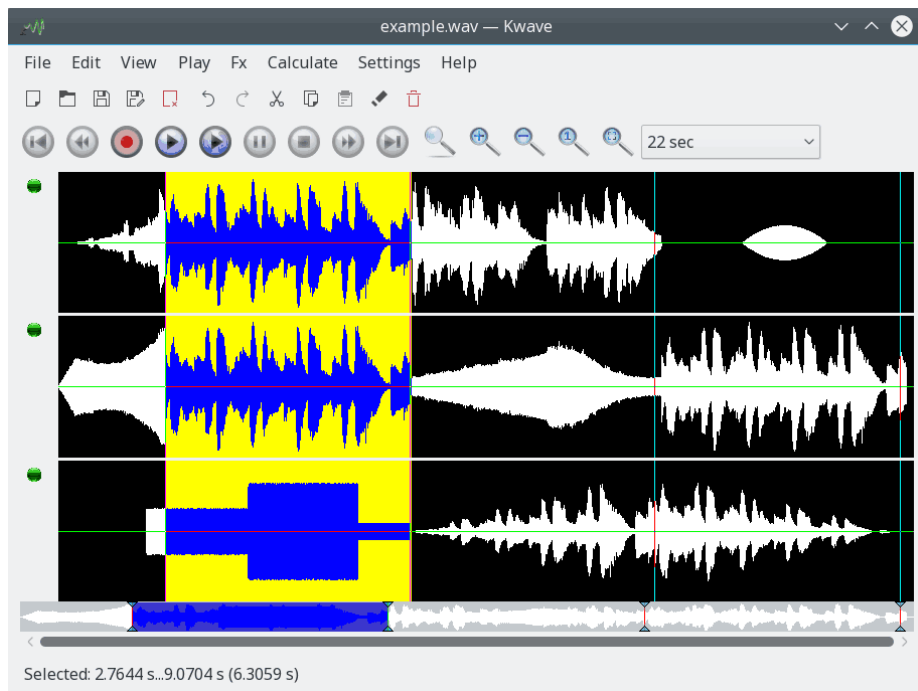 example.wav — Kwave
File Edit View Play Fx Calculate Settings Help
1 22 sec
Selected: 2.7644 s...9.0704 s (6.3059 s)